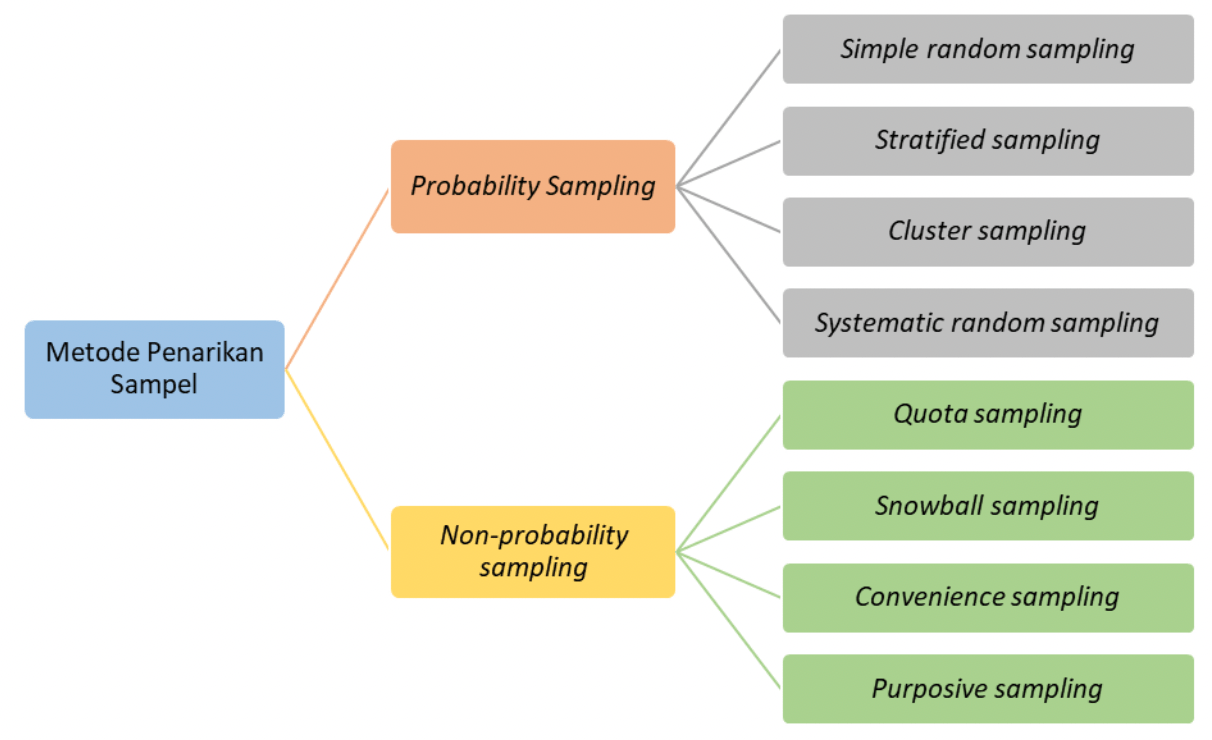 Metode Penarikan
Sampel
Probability Sampling
Non-probability
sampling
Simple random sampling
Stratified sampling
Cluster sampling
Systematic random sampling
Quota sampling
Snowball sampling
Convenience sampling
Purposive sampling